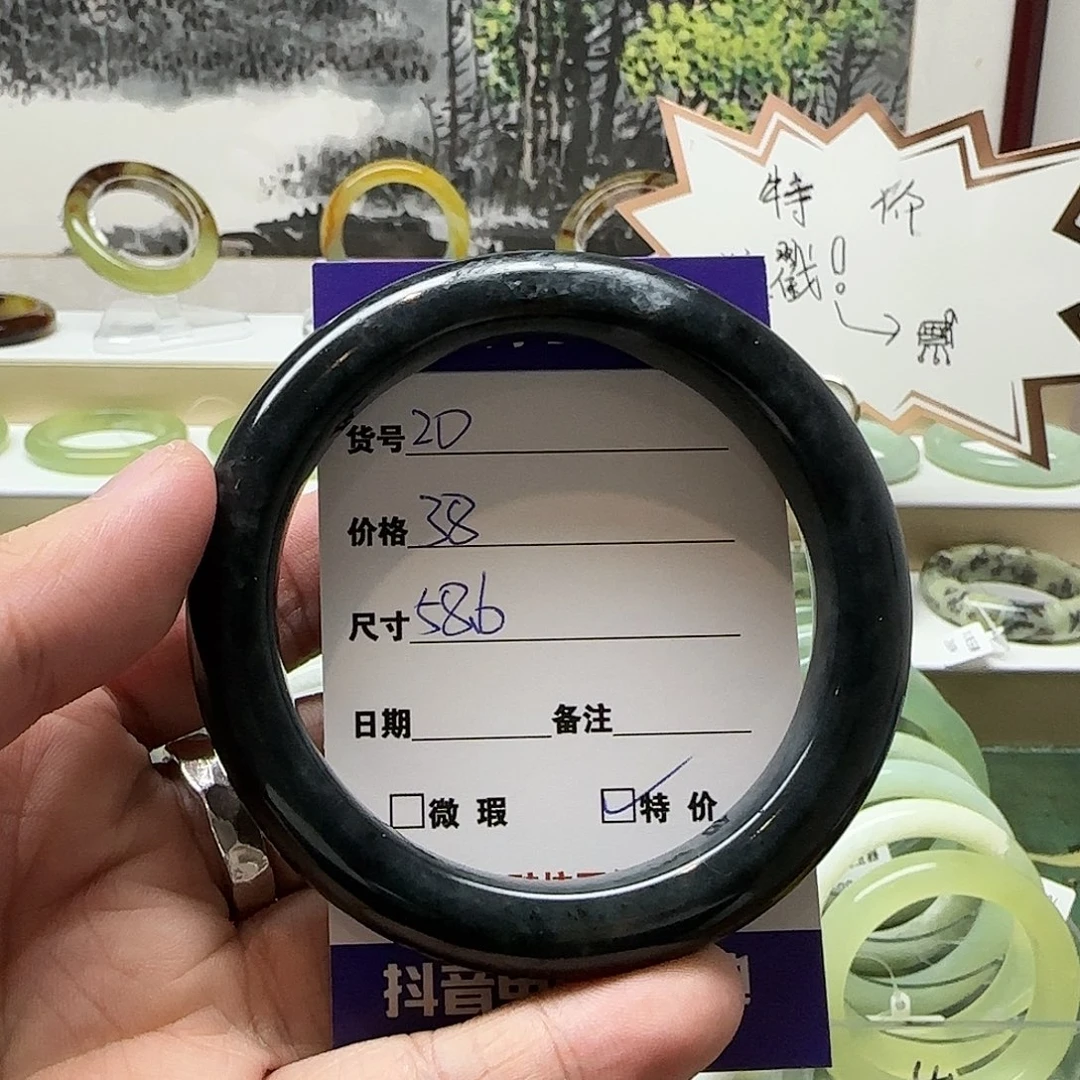 特 价
戳!
货号 20
价格 38
尺寸 58.6
日期 备注
微 瑕 特 价
抖音